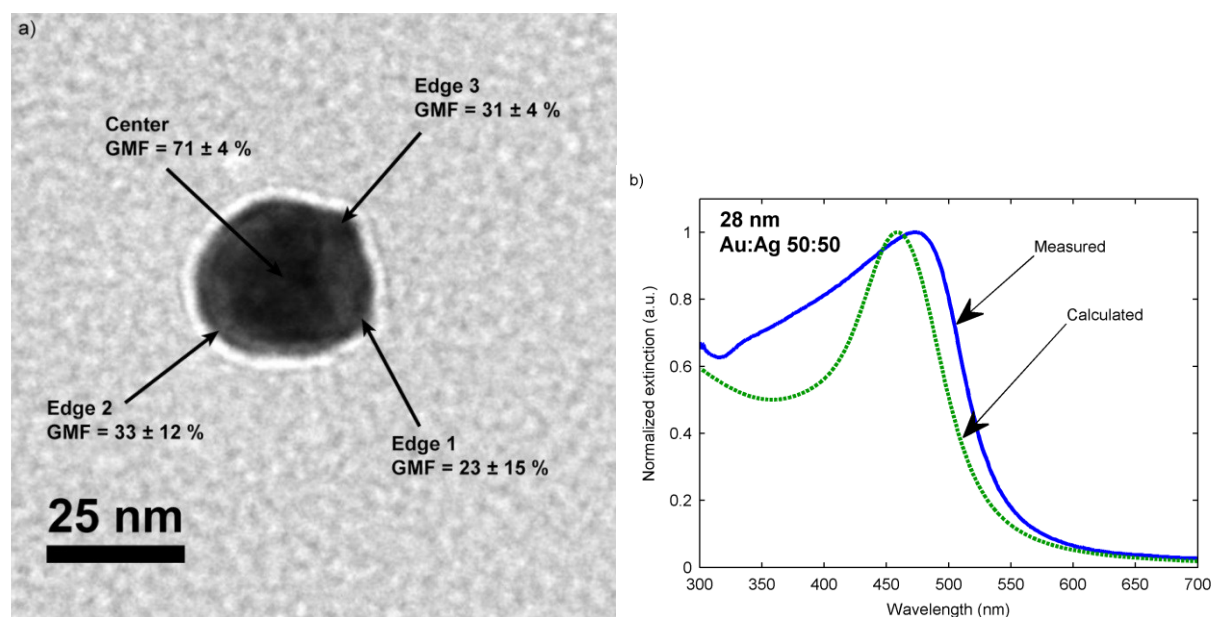 a)
Edge 3
GMF = 31 ± 4 %
Center
GMF = 71 ± 4 %
Edge 2
GMF = 33 ± 12 %
Edge 1
GMF = 23 ± 15 %
25 nm
b)
28 nm
Au:Ag 50:50
Measured
Calculated
Normalized extinction (a.u.)
1
0.8
0.6
0.4
0.2
0
300 350 400 450 500 550 600 650 700
Wavelength (nm)